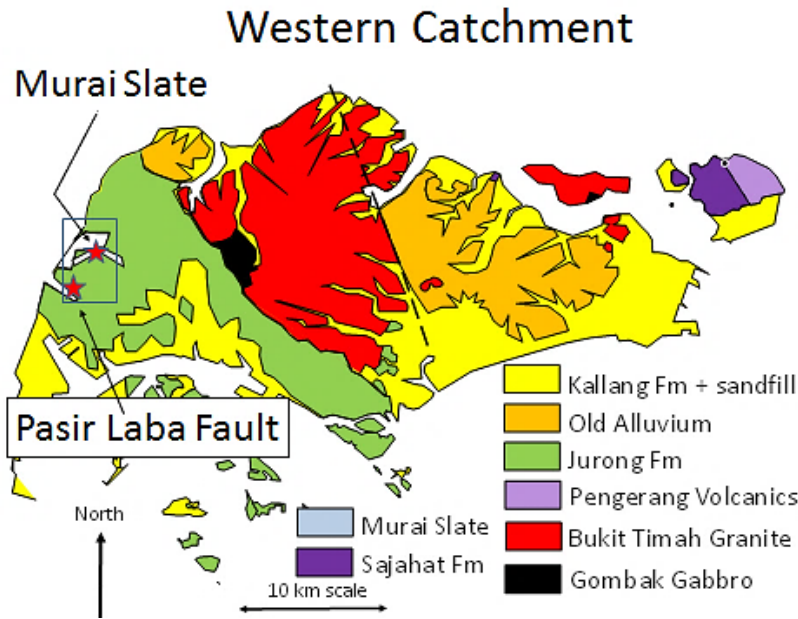 Western Catchment
Murai Slate
Pasir Laba Fault
North
10 km scale
Murai Slate
Sajahat Fm
Kallang Fm + sandfill
Old Alluvium
Jurong Fm
Pengerang Volcanics
Bukit Timah Granite
Gombak Gabbro